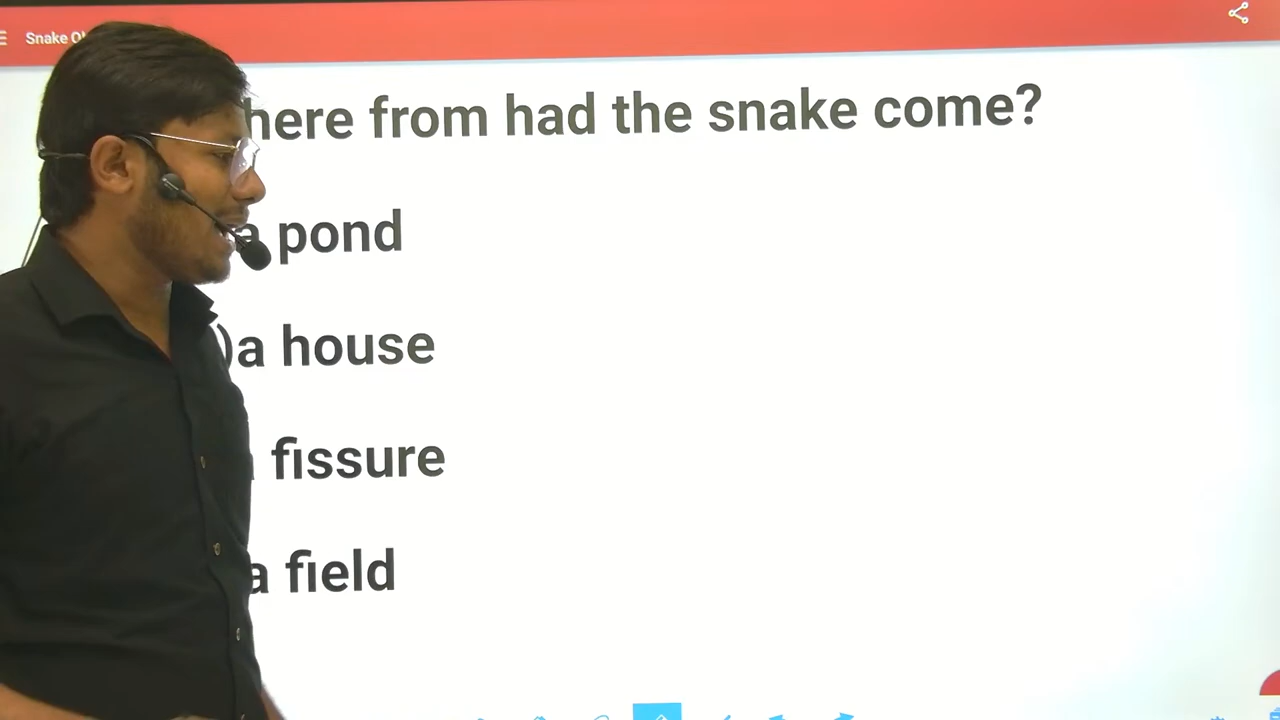 Snake
here from had the snake come?
a pond
)a house
fissure
a field